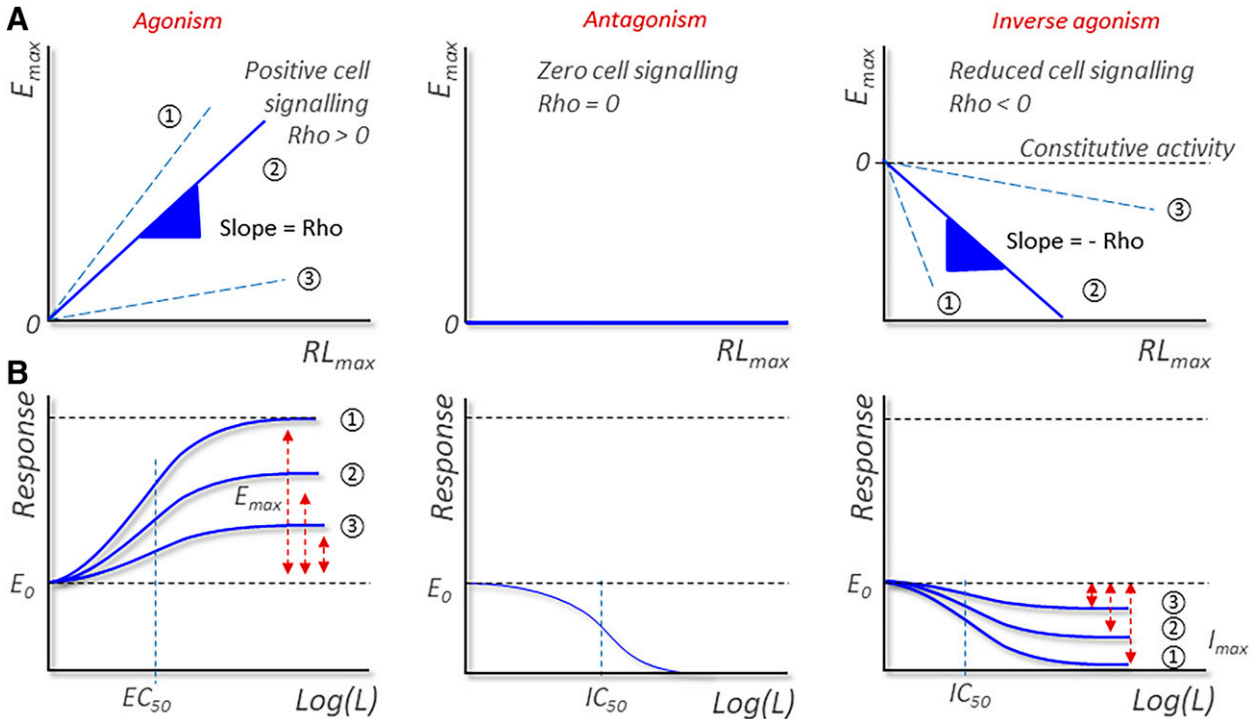 A
Agonism
Antagonism
Inverse agonism
E_max
Positive cell
signalling
Rho > 0
①
②
Slope = Rho
③
0
RL_max
E_max
Zero cell signalling
Rho = 0
0
RL_max
E_max
Reduced cell signalling
Rho < 0
Constitutive activity
0
③
Slope = - Rho
①
②
RL_max
B
Response
①
②
E_max
③
E_0
EC_50
Log(L)
Response
E_0
IC_50
Log(L)
Response
E_0
③
②
①
I_max
IC_50
Log(L)